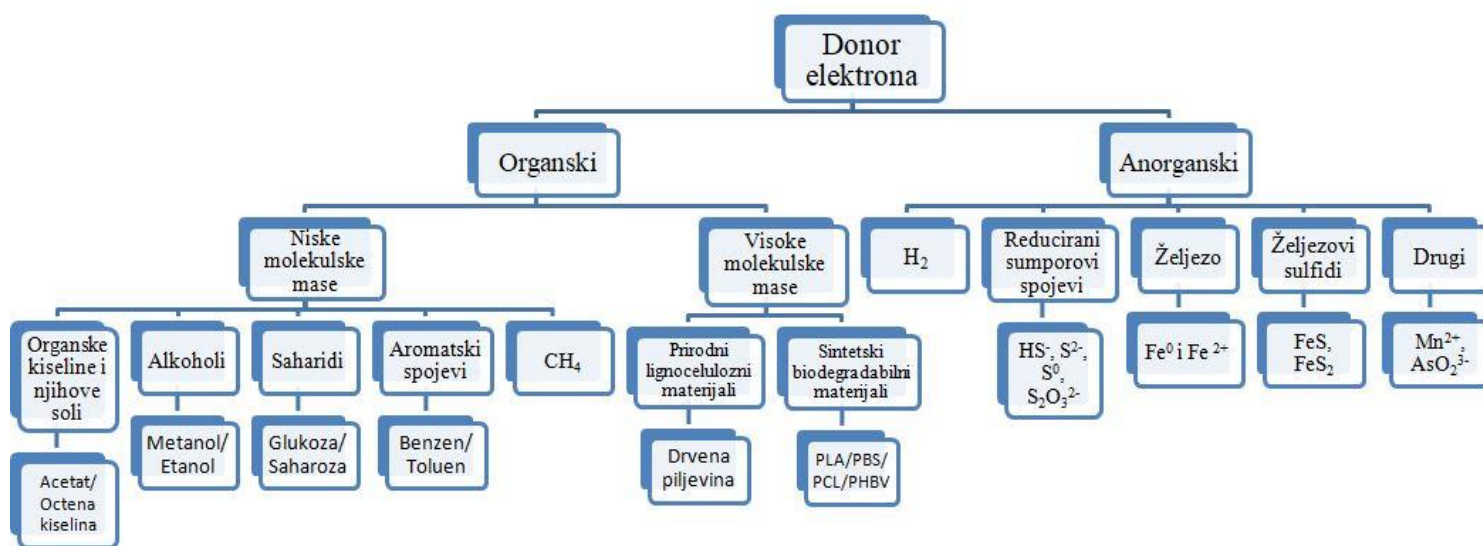 Donor
elektrona
Organski
Anorganski
Niske
molekulske
mase
Visoke
molekulske
mase
H₂
Reducirani
sumporovi
spojevi
Željezo
Željezovi
sulfidi
Drugi
Organske
kiseline i
njihove
soli
Alkoholi
Saharidi
Aromatski
spojevi
CH₄
Prirodni
lignocelulozni
materijali
Sintetski
biodegradabilni
materijali
HS⁻, S²⁻,
S⁰,
S₂O₃²⁻
Fe⁰ i Fe ²⁺
FeS,
FeS₂
Mn²⁺,
AsO₂³⁻
Acetat/
Octena
kiselina
Metanol/
Etanol
Glukoza/
Saharoza
Benzen/
Toluen
Drvena
piljevina
PLA/PBS/
PCL/PHBV